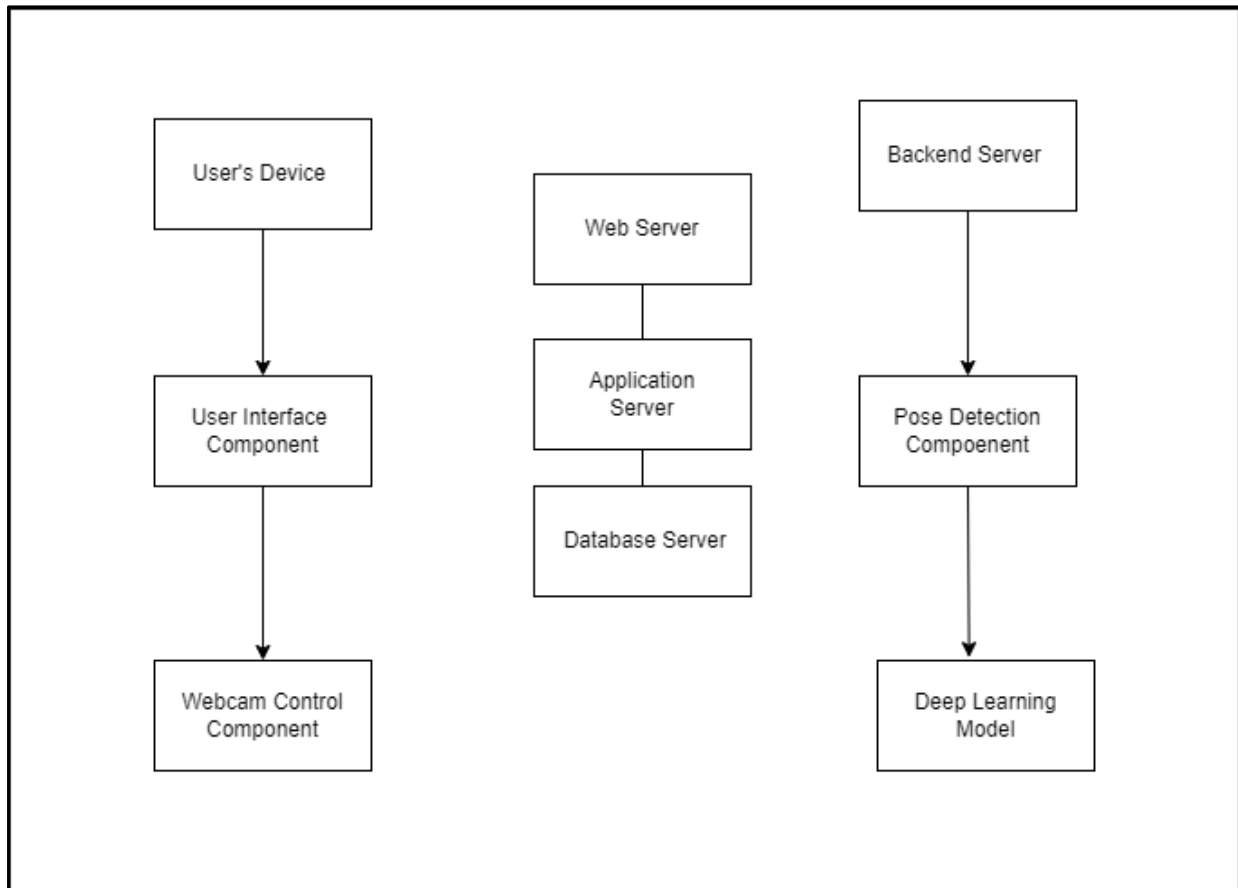 User's Device
User Interface
Component
Webcam Control
Component
Web Server
Application
Server
Database Server
Backend Server
Pose Detection
Compoenent
Deep Learning
Model